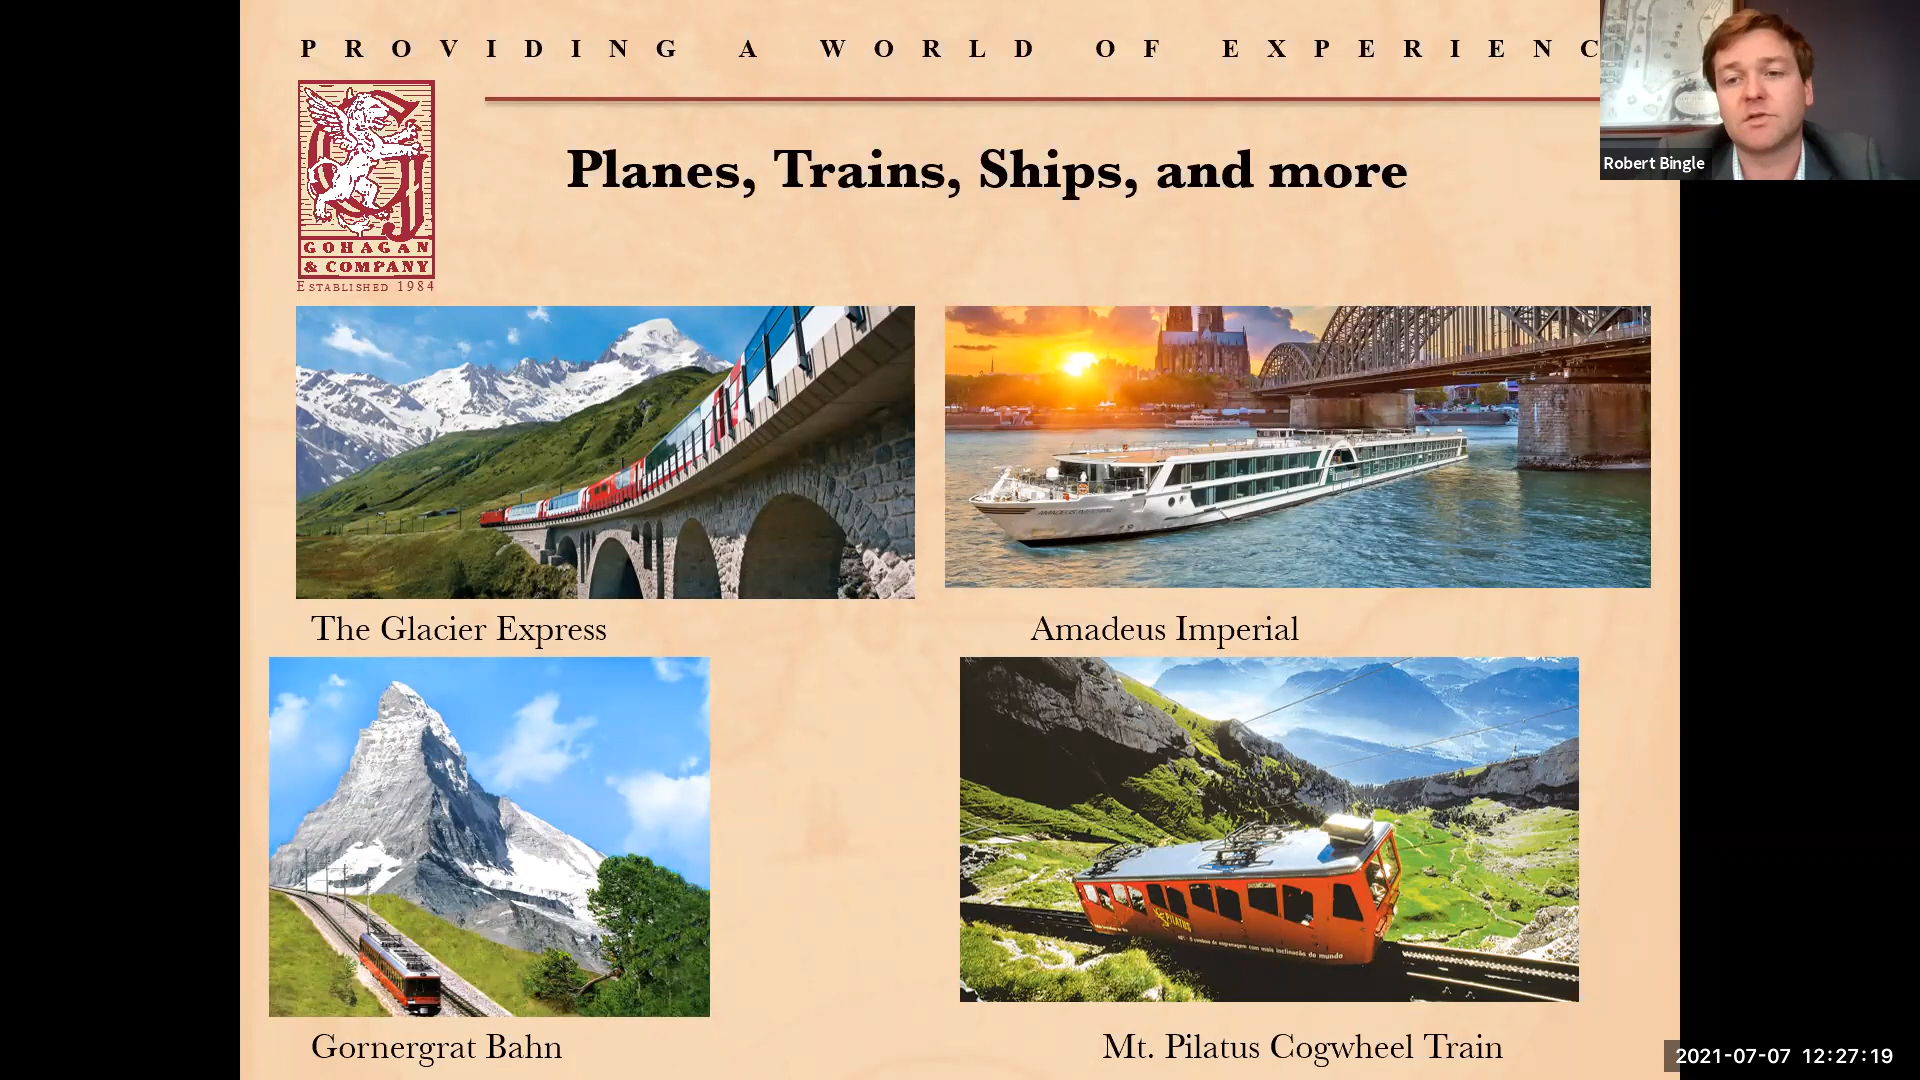 PROVIDING A WORLD OF EXPERIENC
Robert Bingle
Planes, Trains, Ships, and more
GOHAGAN
& COMPANY
ESTABLISHED 1984
The Glacier Express
Amadeus Imperial
PILATUS
Gornergrat Bahn
Mt. Pilatus Cogwheel Train
2021-07-07 12:27:19